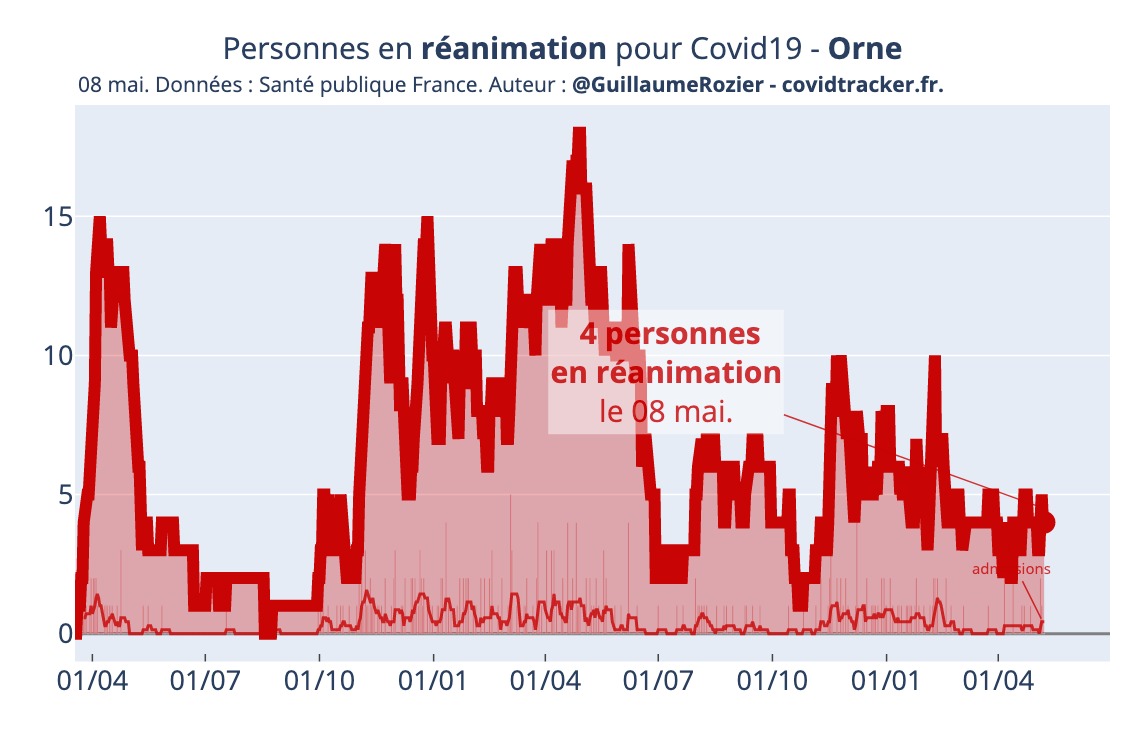 Personnes en réanimation pour Covid19 - Orne
08 mai. Données : Santé publique France. Auteur : @GuillaumeRozier - covidtracker.fr.
15
10
5
0
4 personnes
en réanimation
le 08 mai.
admissions
01/04 01/07 01/10 01/01 01/04 01/07 01/10 01/01 01/04